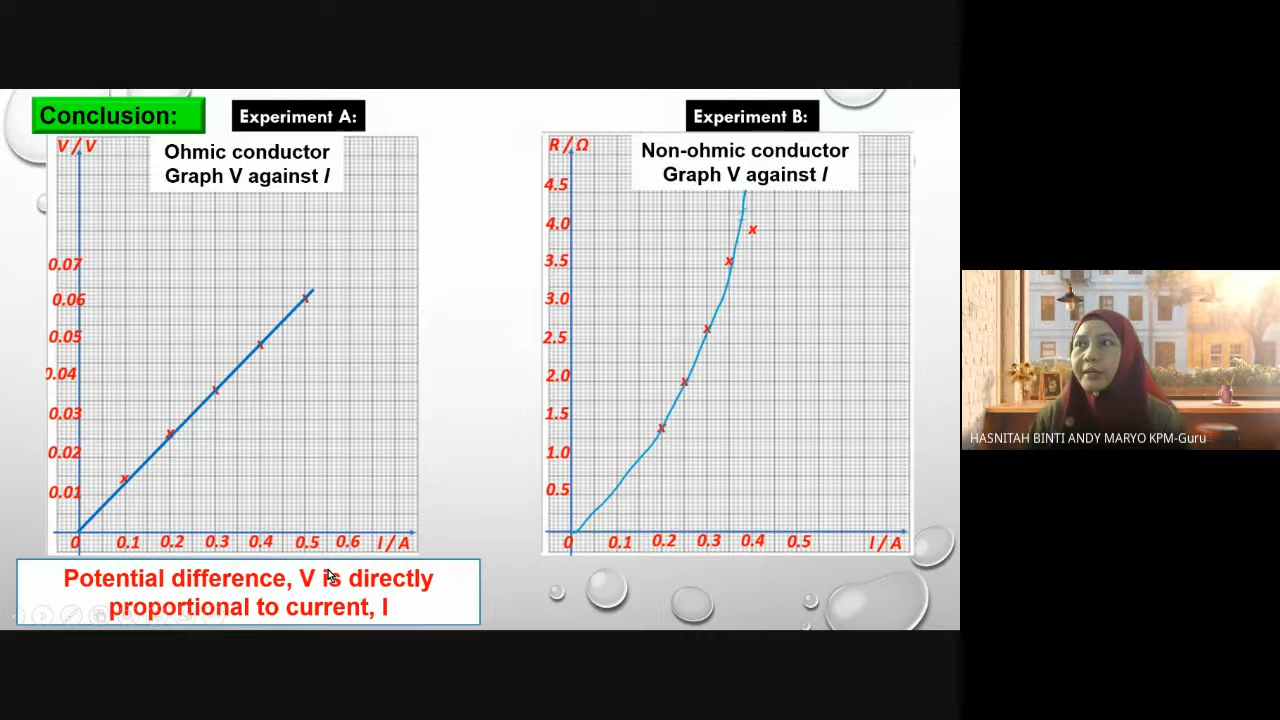 Conclusion:
Experiment A:
V / V
Ohmic conductor
Graph V against I
0.07
0.06
0.05
0.04
0.03
0.02
0.01
0 0.1 0.2 0.3 0.4 0.5 0.6 I / A
Potential difference, V is directly
proportional to current, I
Experiment B:
R / Ω
Non-ohmic conductor
Graph V against I
4.5
4.0
3.5
3.0
2.5
2.0
1.5
1.0
0.5
0 0.1 0.2 0.3 0.4 0.5 I / A
HASNITAH BINTI ANDY MARYO KPM-Guru